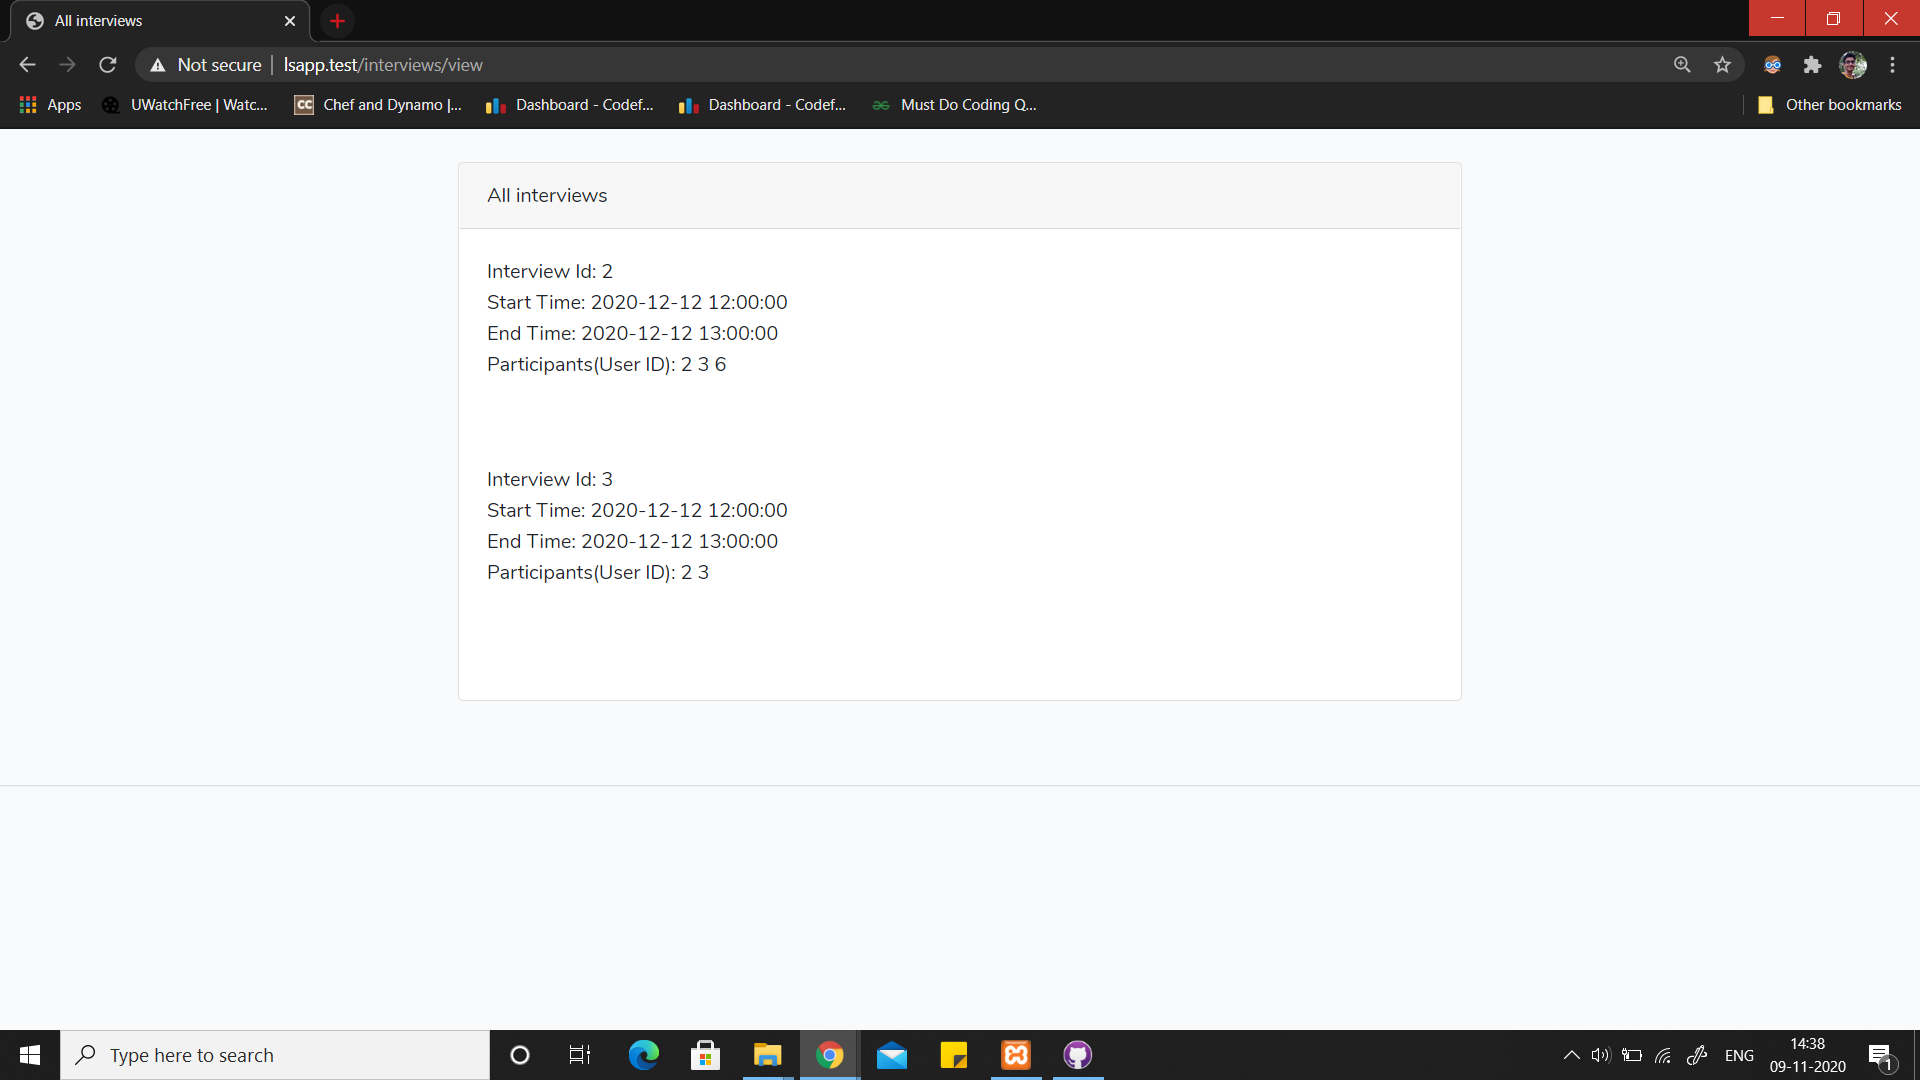 All interviews
Not secure | lsapp.test/interviews/view
Apps UWatchFree | Watc... CC Chef and Dynamo |... Dashboard - Codef... Dashboard - Codef... Must Do Coding Q... Other bookmarks
All interviews
Interview Id: 2
Start Time: 2020-12-12 12:00:00
End Time: 2020-12-12 13:00:00
Participants(User ID): 2 3 6
Interview Id: 3
Start Time: 2020-12-12 12:00:00
End Time: 2020-12-12 13:00:00
Participants(User ID): 2 3
Type here to search
ENG
14:38
09-11-2020
1